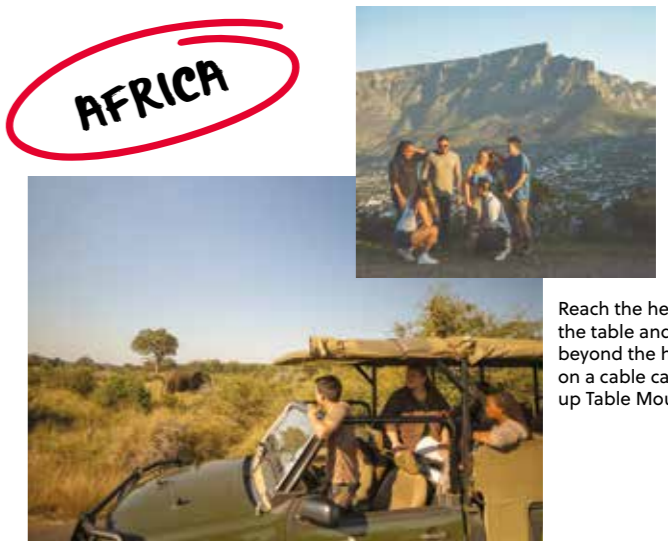 AFRICA
Reach the
the table and
beyond the
on a cable
up Table